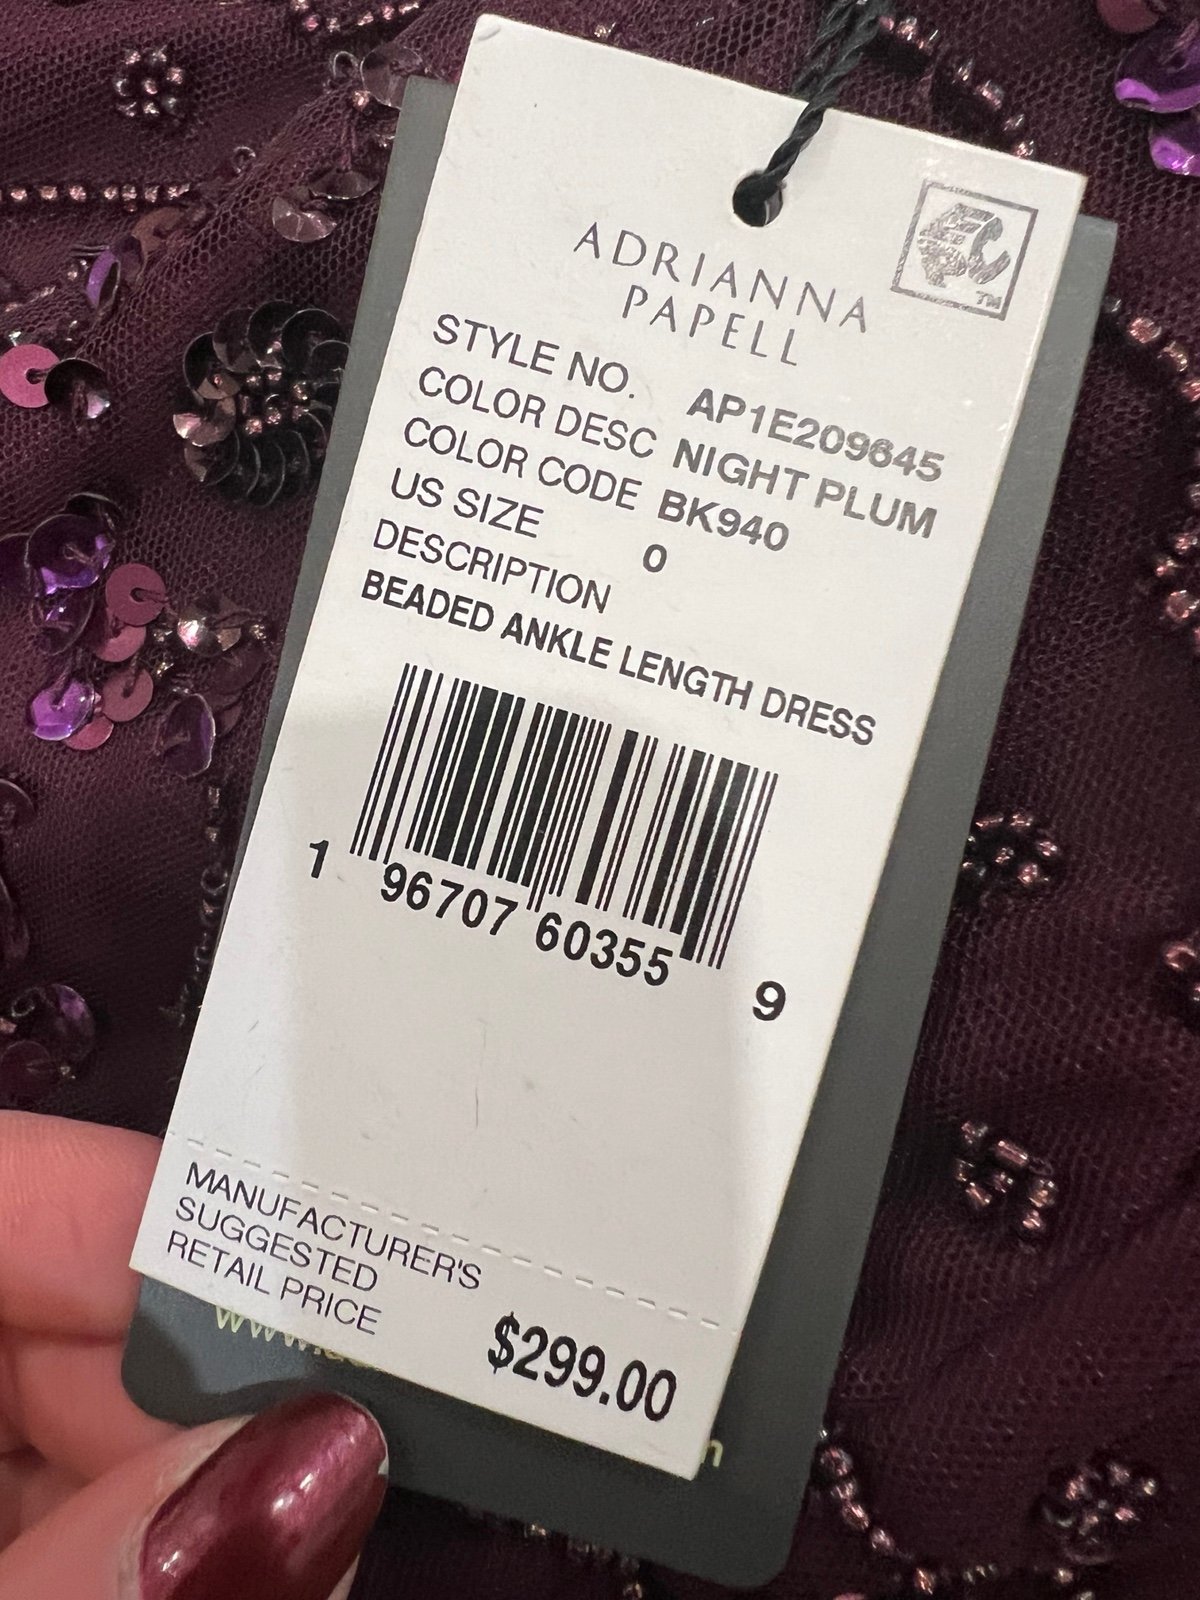 ADRIANNA
PAPELL
STYLE NO. AP1E209645
COLOR DESC NIGHT PLUM
COLOR CODE BK940
US SIZE 0
DESCRIPTION
BEADED ANKLE LENGTH DRESS
1 96707 60355 9
MANUFACTURER'S
SUGGESTED
RETAIL PRICE
$299.00